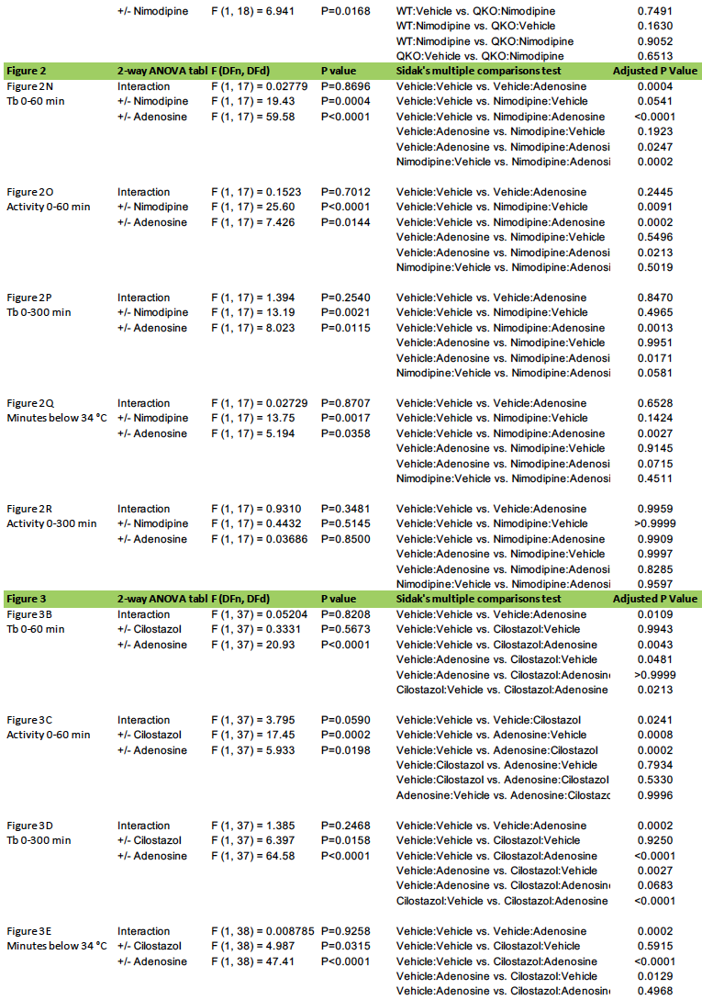 +/- Nimodipine F (1, 18) = 6.941 P=0.0168 WT:Vehicle vs. QKO:Nimodipine 0.7491
WT:Nimodipine vs. QKO:Vehicle 0.1630
WT:Nimodipine vs. QKO:Nimodipine 0.9052
QKO:Vehicle vs. QKO:Nimodipine 0.6513
Figure 2 2-way ANOVA tabl F (DFn, DFd) P value Sidak's multiple comparisons test Adjusted P Value
Figure 2N Interaction F (1, 17) = 0.02779 P=0.8696 Vehicle:Vehicle vs. Vehicle:Adenosine 0.0004
Tb 0-60 min +/- Nimodipine F (1, 17) = 19.43 P=0.0004 Vehicle:Vehicle vs. Nimodipine:Vehicle 0.0541
+/- Adenosine F (1, 17) = 59.58 P<0.0001 Vehicle:Vehicle vs. Nimodipine:Adenosine <0.0001
Vehicle:Adenosine vs. Nimodipine:Vehicle 0.1923
Vehicle:Adenosine vs. Nimodipine:Adenosi 0.0247
Nimodipine:Vehicle vs. Nimodipine:Adenosi 0.0002
Figure 2O Interaction F (1, 17) = 0.1523 P=0.7012 Vehicle:Vehicle vs. Vehicle:Adenosine 0.2445
Activity 0-60 min +/- Nimodipine F (1, 17) = 25.60 P<0.0001 Vehicle:Vehicle vs. Nimodipine:Vehicle 0.0091
+/- Adenosine F (1, 17) = 7.426 P=0.0144 Vehicle:Vehicle vs. Nimodipine:Adenosine 0.0002
Vehicle:Adenosine vs. Nimodipine:Vehicle 0.5496
Vehicle:Adenosine vs. Nimodipine:Adenosi 0.0213
Nimodipine:Vehicle vs. Nimodipine:Adenosi 0.5019
Figure 2P Interaction F (1, 17) = 1.394 P=0.2540 Vehicle:Vehicle vs. Vehicle:Adenosine 0.8470
Tb 0-300 min +/- Nimodipine F (1, 17) = 13.19 P=0.0021 Vehicle:Vehicle vs. Nimodipine:Vehicle 0.4965
+/- Adenosine F (1, 17) = 8.023 P=0.0115 Vehicle:Vehicle vs. Nimodipine:Adenosine 0.0013
Vehicle:Adenosine vs. Nimodipine:Vehicle 0.9951
Vehicle:Adenosine vs. Nimodipine:Adenosi 0.0171
Nimodipine:Vehicle vs. Nimodipine:Adenosi 0.0581
Figure 2Q Interaction F (1, 17) = 0.02729 P=0.8707 Vehicle:Vehicle vs. Vehicle:Adenosine 0.6528
Minutes below 34 °C +/- Nimodipine F (1, 17) = 13.75 P=0.0017 Vehicle:Vehicle vs. Nimodipine:Vehicle 0.1424
+/- Adenosine F (1, 17) = 5.194 P=0.0358 Vehicle:Vehicle vs. Nimodipine:Adenosine 0.0027
Vehicle:Adenosine vs. Nimodipine:Vehicle 0.9145
Vehicle:Adenosine vs. Nimodipine:Adenosi 0.0715
Nimodipine:Vehicle vs. Nimodipine:Adenosi 0.4511
Figure 2R Interaction F (1, 17) = 0.9310 P=0.3481 Vehicle:Vehicle vs. Vehicle:Adenosine 0.9959
Activity 0-300 min +/- Nimodipine F (1, 17) = 0.4432 P=0.5145 Vehicle:Vehicle vs. Nimodipine:Vehicle >0.9999
+/- Adenosine F (1, 17) = 0.03686 P=0.8500 Vehicle:Vehicle vs. Nimodipine:Adenosine 0.9909
Vehicle:Adenosine vs. Nimodipine:Vehicle 0.9997
Vehicle:Adenosine vs. Nimodipine:Adenosi 0.8285
Nimodipine:Vehicle vs. Nimodipine:Adenosi 0.9597
Figure 3 2-way ANOVA tabl F (DFn, DFd) P value Sidak's multiple comparisons test Adjusted P Value
Figure 3B Interaction F (1, 37) = 0.05204 P=0.8208 Vehicle:Vehicle vs. Vehicle:Adenosine 0.0109
Tb 0-60 min +/- Cilostazol F (1, 37) = 0.3331 P=0.5673 Vehicle:Vehicle vs. Cilostazol:Vehicle 0.9943
+/- Adenosine F (1, 37) = 20.93 P<0.0001 Vehicle:Vehicle vs. Cilostazol:Adenosine 0.0043
Vehicle:Adenosine vs. Cilostazol:Vehicle 0.0481
Vehicle:Adenosine vs. Cilostazol:Adenosin >0.9999
Cilostazol:Vehicle vs. Cilostazol:Adenosine 0.0213
Figure 3C Interaction F (1, 37) = 3.795 P=0.0590 Vehicle:Vehicle vs. Vehicle:Cilostazol 0.0241
Activity 0-60 min +/- Cilostazol F (1, 37) = 17.45 P=0.0002 Vehicle:Vehicle vs. Adenosine:Vehicle 0.0008
+/- Adenosine F (1, 37) = 5.933 P=0.0198 Vehicle:Vehicle vs. Adenosine:Cilostazol 0.0002
Vehicle:Cilostazol vs. Adenosine:Vehicle 0.7934
Vehicle:Cilostazol vs. Adenosine:Cilostazol 0.5330
Adenosine:Vehicle vs. Adenosine:Cilostazc 0.9996
Figure 3D Interaction F (1, 37) = 1.385 P=0.2468 Vehicle:Vehicle vs. Vehicle:Adenosine 0.0002
Tb 0-300 min +/- Cilostazol F (1, 37) = 6.397 P=0.0158 Vehicle:Vehicle vs. Cilostazol:Vehicle 0.9250
+/- Adenosine F (1, 37) = 64.58 P<0.0001 Vehicle:Vehicle vs. Cilostazol:Adenosine <0.0001
Vehicle:Adenosine vs. Cilostazol:Vehicle 0.0027
Vehicle:Adenosine vs. Cilostazol:Adenosin 0.0683
Cilostazol:Vehicle vs. Cilostazol:Adenosine <0.0001
Figure 3E Interaction F (1, 38) = 0.008785 P=0.9258 Vehicle:Vehicle vs. Vehicle:Adenosine 0.0002
Minutes below 34 °C +/- Cilostazol F (1, 38) = 4.987 P=0.0315 Vehicle:Vehicle vs. Cilostazol:Vehicle 0.5915
+/- Adenosine F (1, 38) = 47.41 P<0.0001 Vehicle:Vehicle vs. Cilostazol:Adenosine <0.0001
Vehicle:Adenosine vs. Cilostazol:Vehicle 0.0129
Vehicle:Adenosine vs. Cilostazol:Adenosin 0.4968